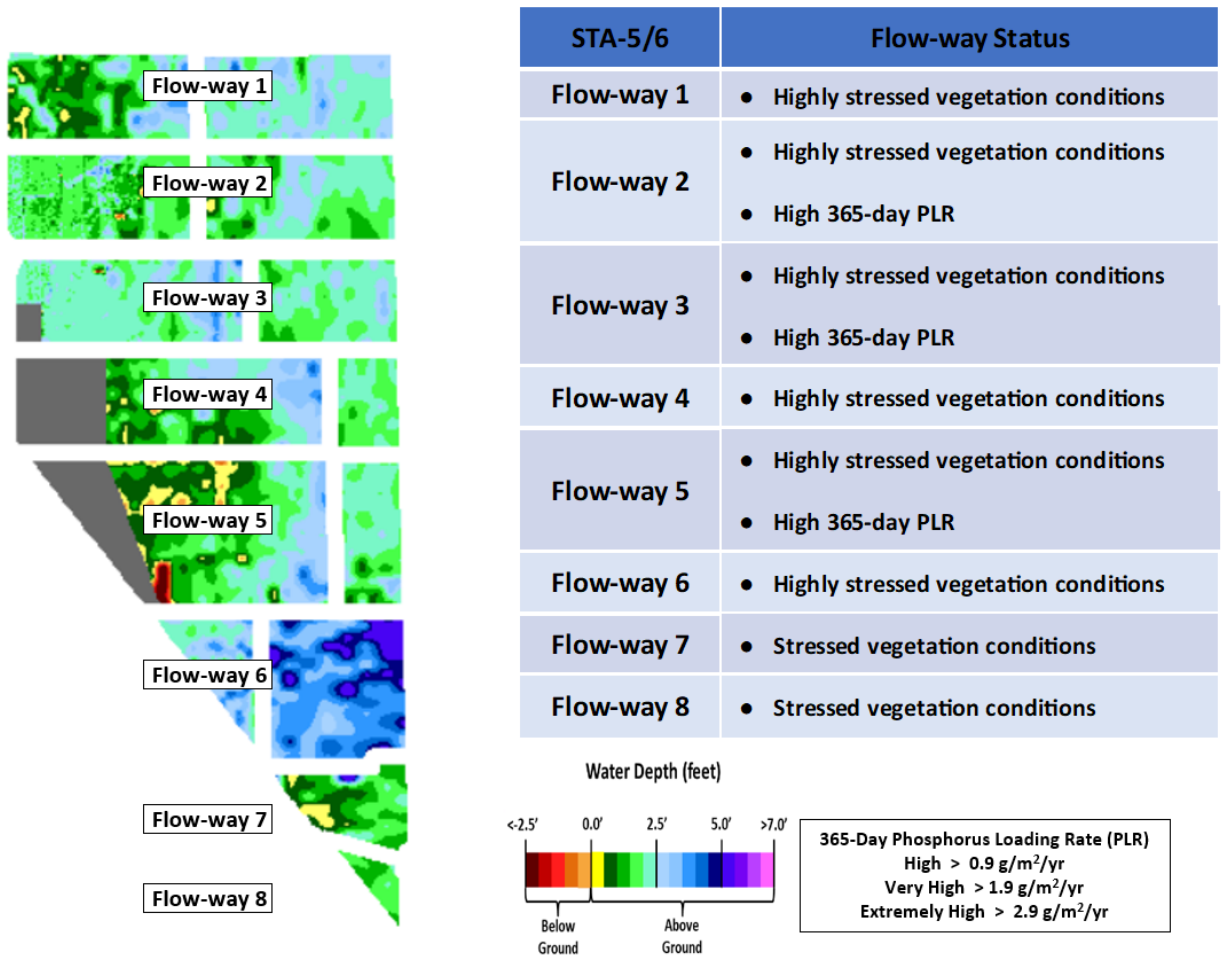 Flow-way 1
Flow-way 2
Flow-way 3
Flow-way 4
Flow-way 5
Flow-way 6
Flow-way 7
Flow-way 8
STA-5/6 Flow-way Status
Flow-way 1 ● Highly stressed vegetation conditions
Flow-way 2 ● Highly stressed vegetation conditions
● High 365-day PLR
Flow-way 3 ● Highly stressed vegetation conditions
● High 365-day PLR
Flow-way 4 ● Highly stressed vegetation conditions
Flow-way 5 ● Highly stressed vegetation conditions
● High 365-day PLR
Flow-way 6 ● Highly stressed vegetation conditions
Flow-way 7 ● Stressed vegetation conditions
Flow-way 8 ● Stressed vegetation conditions
Water Depth (feet)
<-2.5' 0.0' 2.5' 5.0' >7.0'
Below Above
Ground Ground
365-Day Phosphorus Loading Rate (PLR)
High > 0.9 g/m²/yr
Very High > 1.9 g/m²/yr
Extremely High > 2.9 g/m²/yr